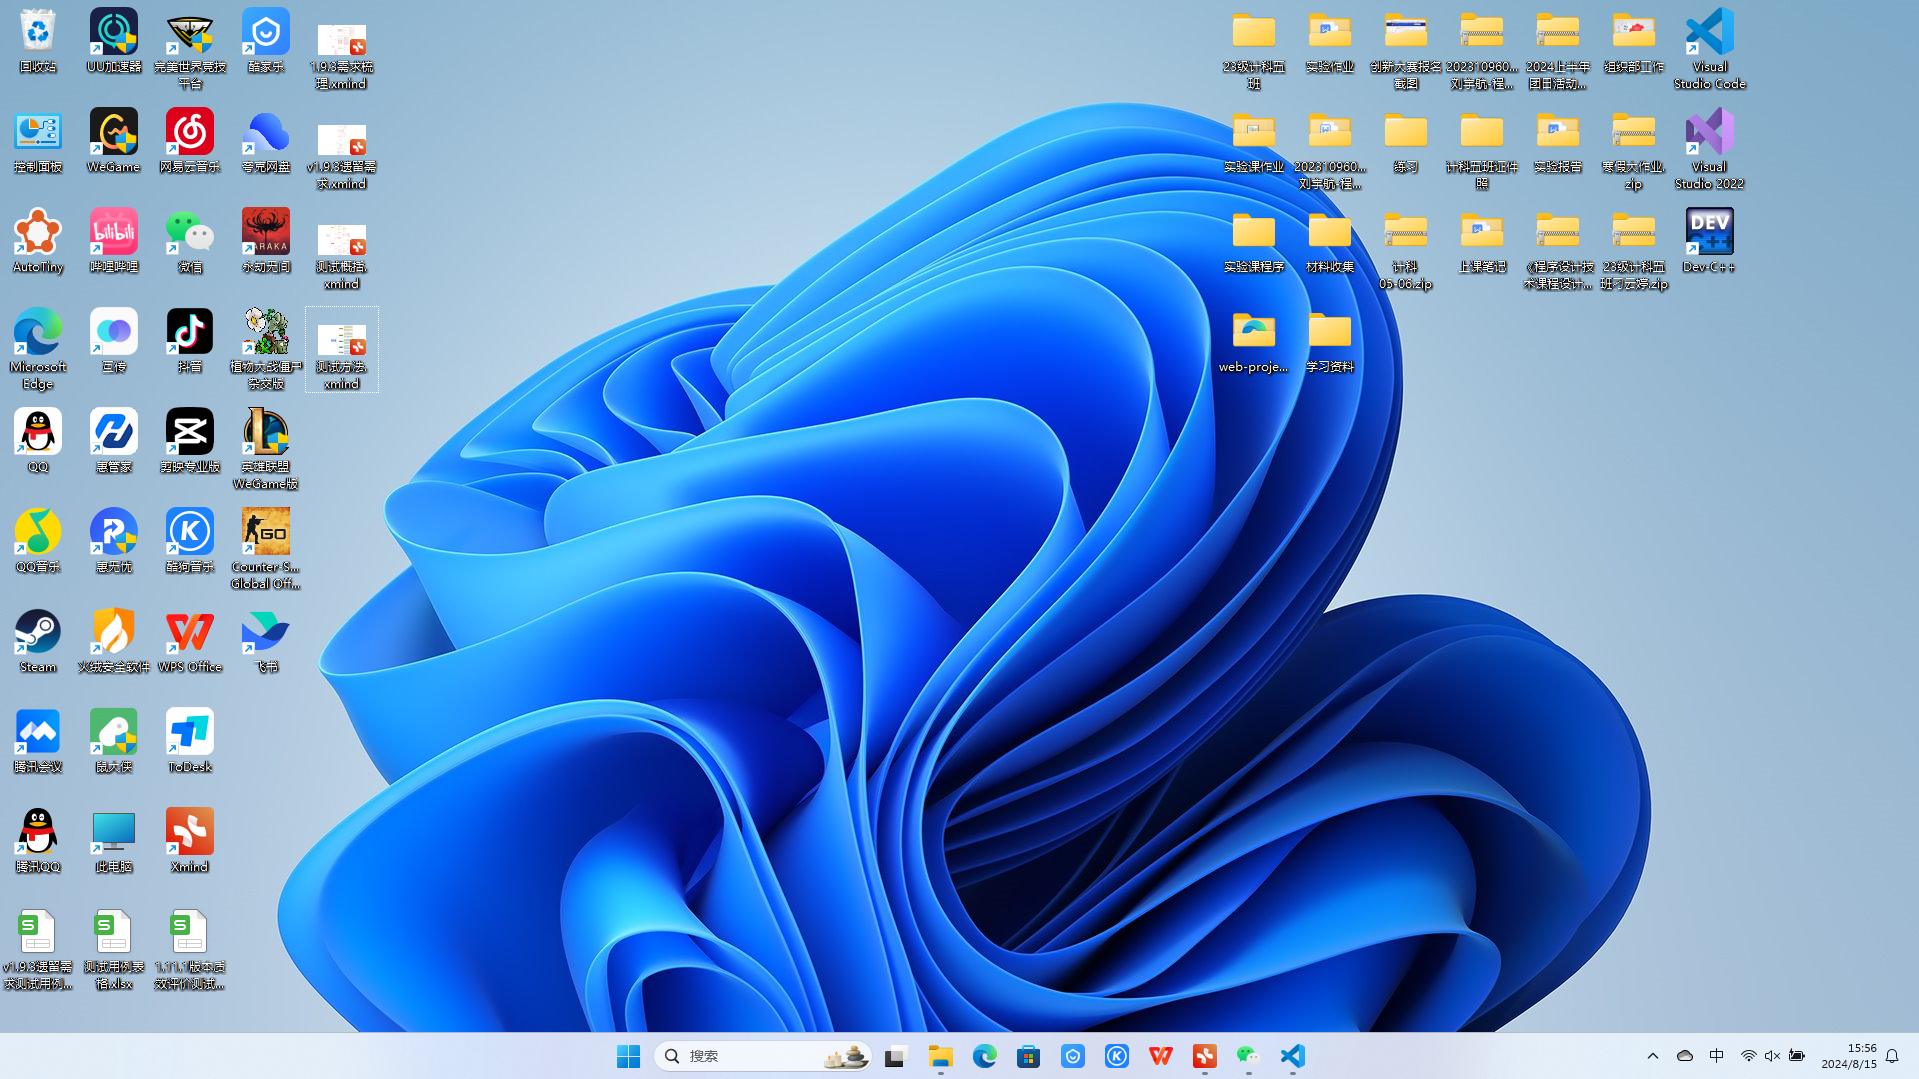 回收站
UU加速器
完美世界竞技
平台
酷家乐
1.9.8需求梳
理.xmind
控制面板
WeGame
网易云音乐
夸克网盘
v1.9.8遗留需
求.xmind
AutoTiny
bilibili
哔哩哔哩
微信
ARAKA
永劫无间
测试概括.
xmind
Microsoft
Edge
互传
抖音
植物大战僵尸
杂交版
测试方法.
xmind
QQ
惠管家
剪映专业版
英雄联盟
WeGame版
QQ音乐
惠无忧
酷狗音乐
GO
Counter-S...
Global Off...
Steam
火绒安全软件
WPS Office
飞书
腾讯会议
鼠大侠
ToDesk
腾讯QQ
此电脑
Xmind
v1.9.8遗留需
求测试用例...
测试用例表
格.xlsx
1.11.1版本质
效评价测试...
23级计科五
班
实验作业
创新大赛报名
截图
202310960...
刘宇航-程...
2024上半年
团日活动...
组织部工作
Visual
Studio Code
实验课作业
202310960...
刘宇航-程...
练习
计科五班证件
照
实验报告
寒假大作业.
zip
Visual
Studio 2022
实验课程序
材料收集
计科
05-06.zip
上课笔记
《程序设计技
术课程设计...
23级计科五
班刁云婷.zip
DEV
C++
Dev-C++
web-proje...
学习资料
搜索
中
15:56
2024/8/15